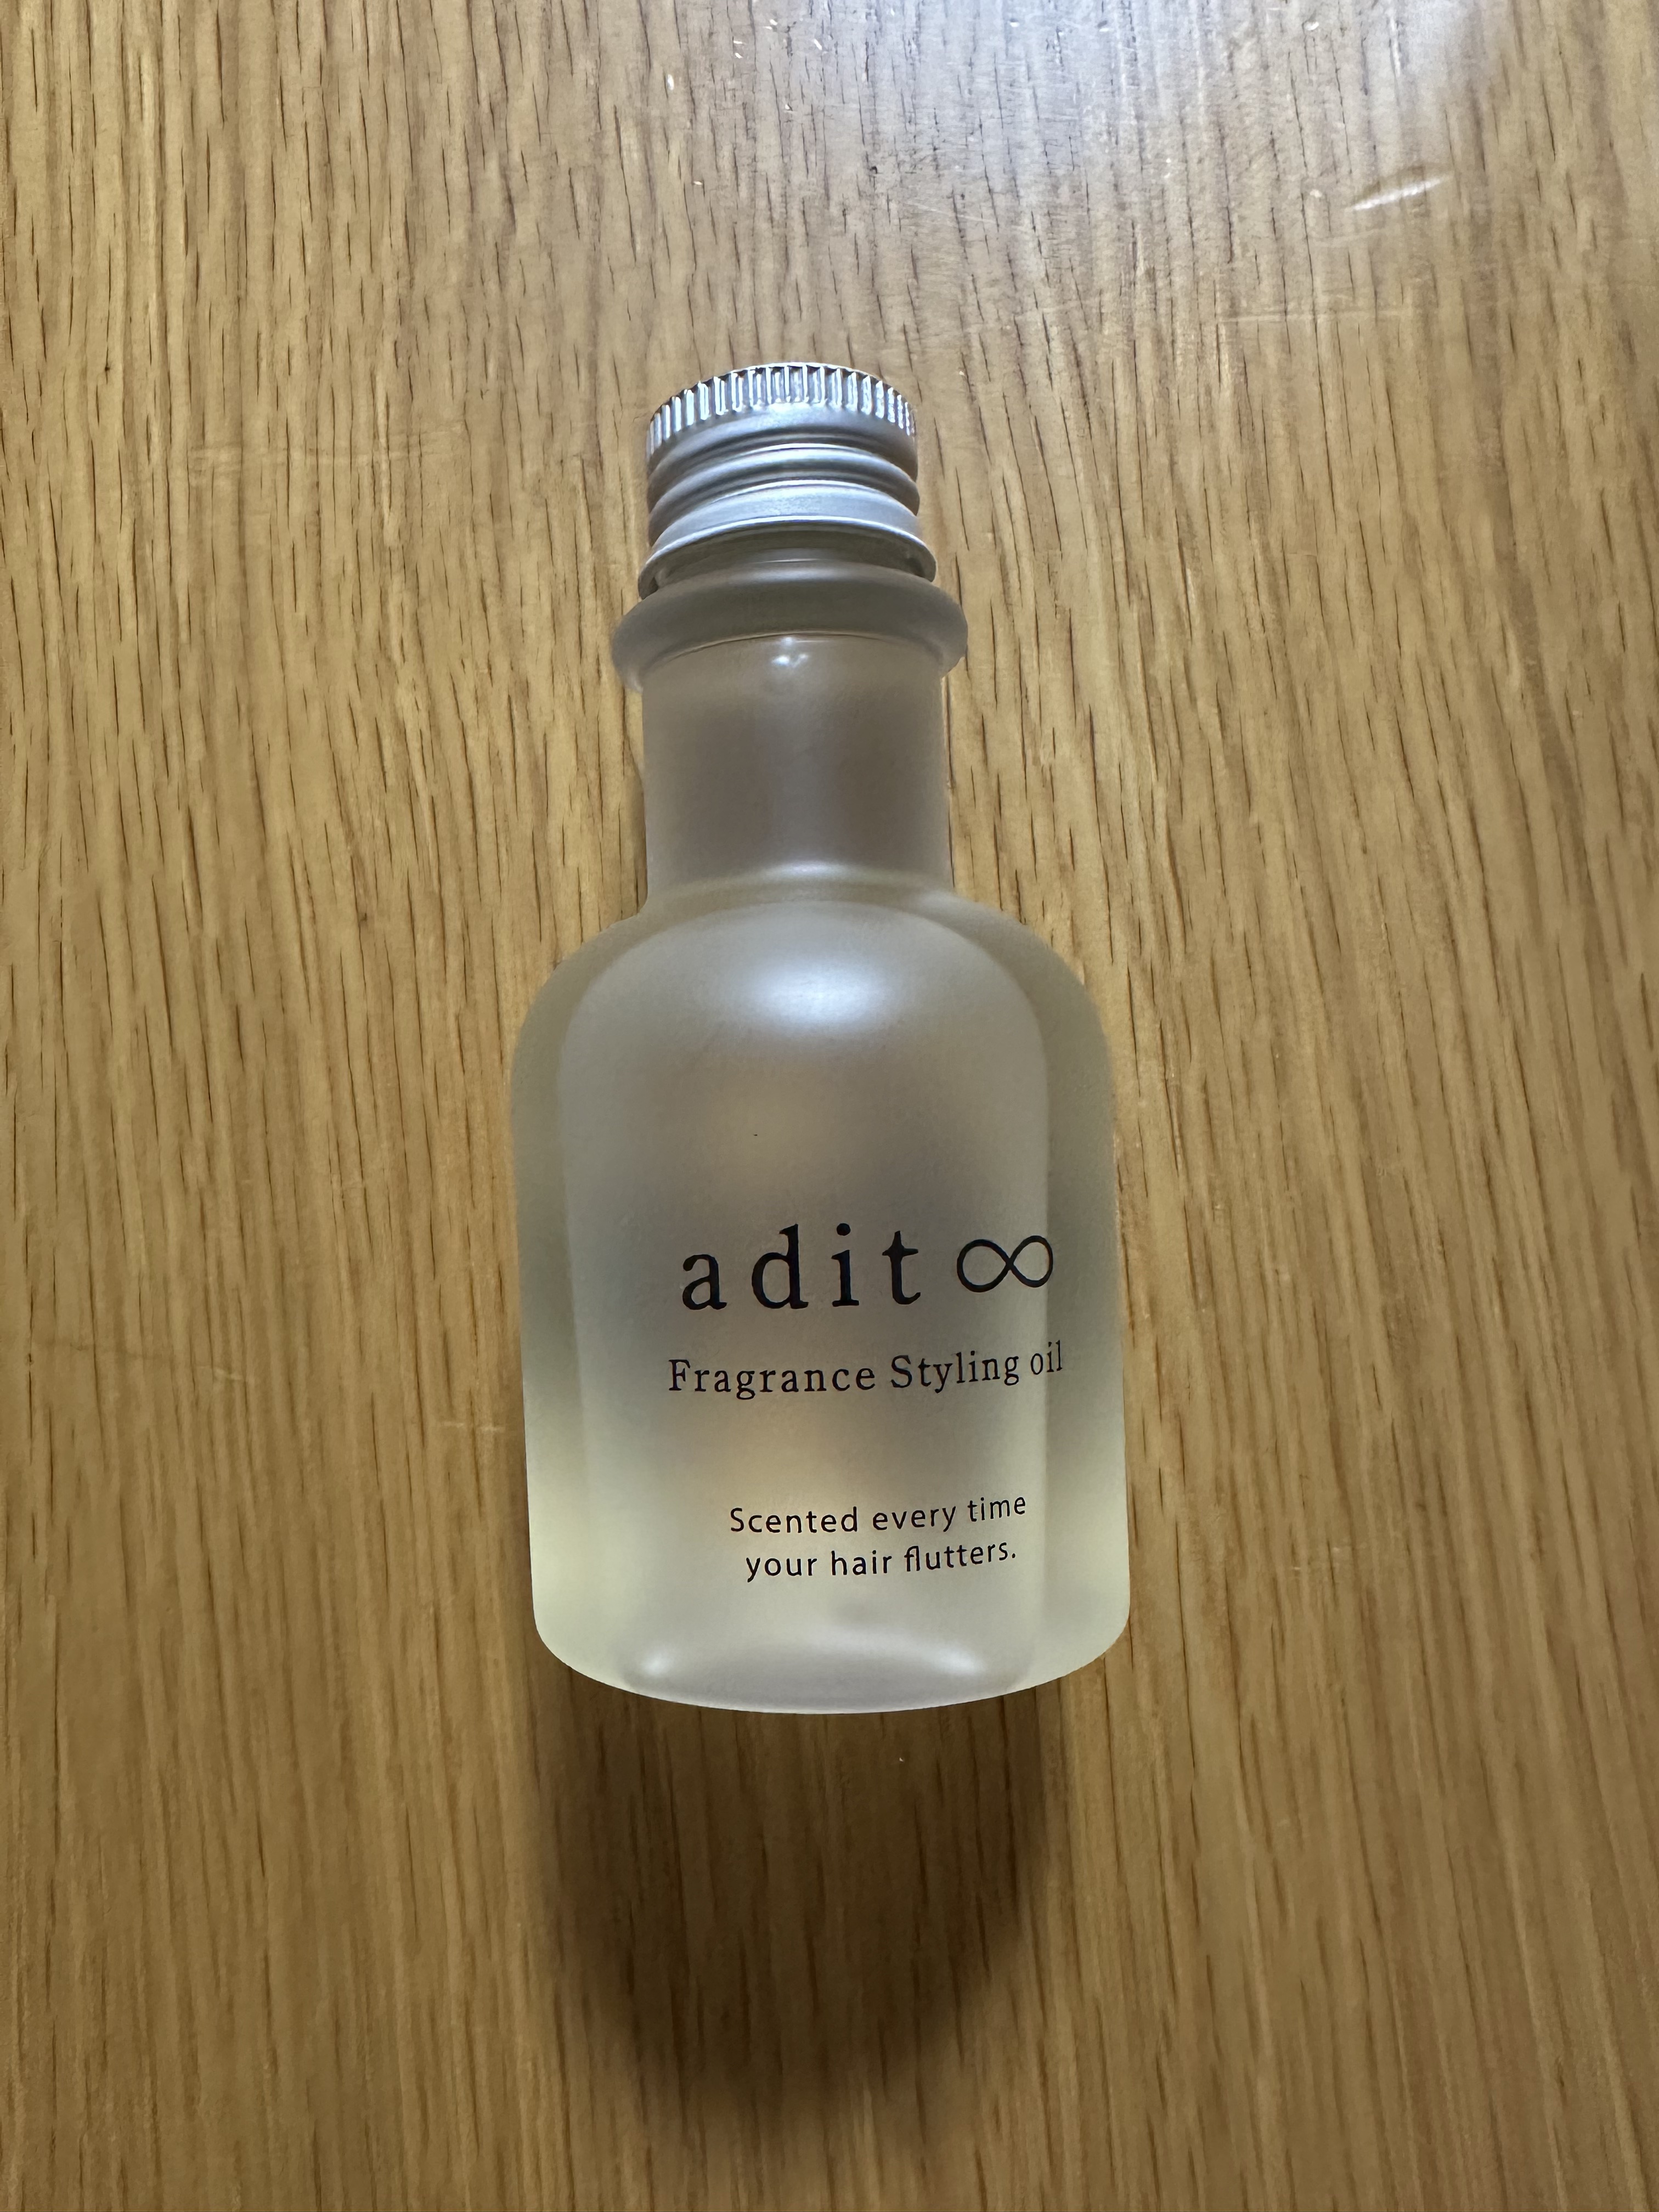 adit ∞
Fragrance Styling oil
Scented every time
your hair flutters.